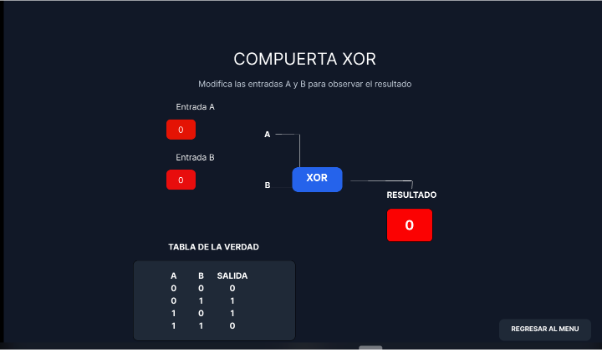 COMPUERTA XOR
Modifica las entradas A y B para observar el resultado
Entrada A
0
Entrada B
0
A
B
XOR
RESULTADO
0
TABLA DE LA VERDAD
A B SALIDA
0 0 0
0 1 1
1 0 1
1 1 0
REGRESAR AL MENU